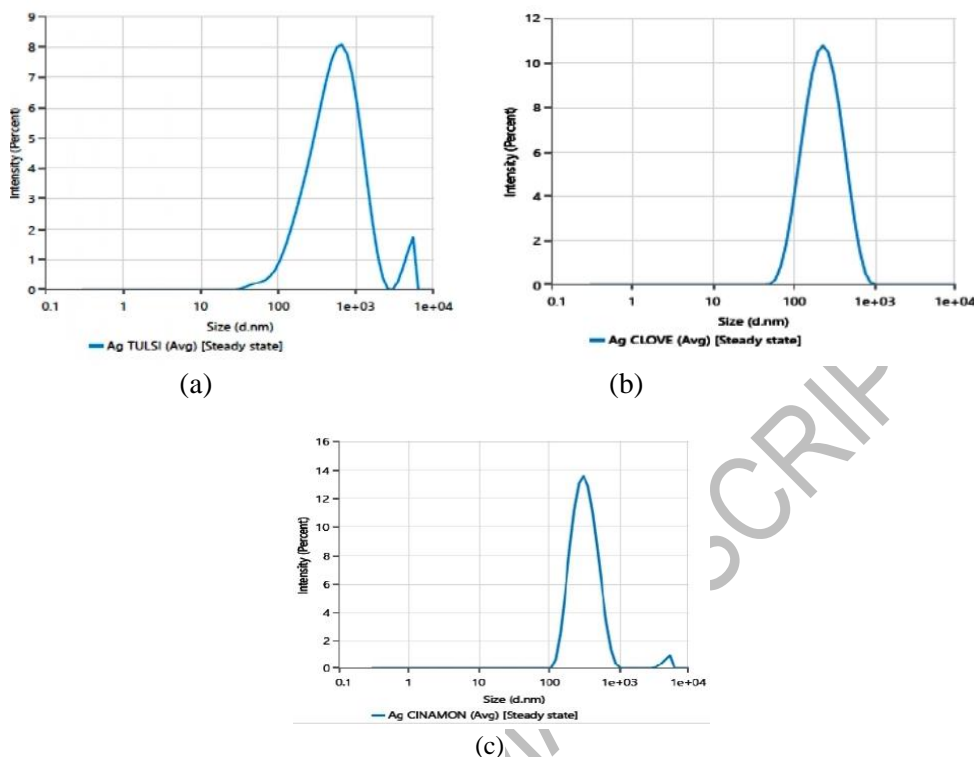 9
8
7
6
5
4
3
2
1
0
Intensity (Percent)
0.1 1 10 100 1e+03 1e+04
Size (d.nm)
Ag TULSI (Avg) [Steady state]
(a)
12
10
8
6
4
2
0
Intensity (Percent)
0.1 1 10 100 1e+03 1e+04
Size (d.nm)
Ag CLOVE (Avg) [Steady state]
(b)
16
14
12
10
8
6
4
2
0
Intensity (Percent)
0.1 1 10 100 1e+03 1e+04
Size (d.nm)
Ag CINAMON (Avg) [Steady state]
(c)